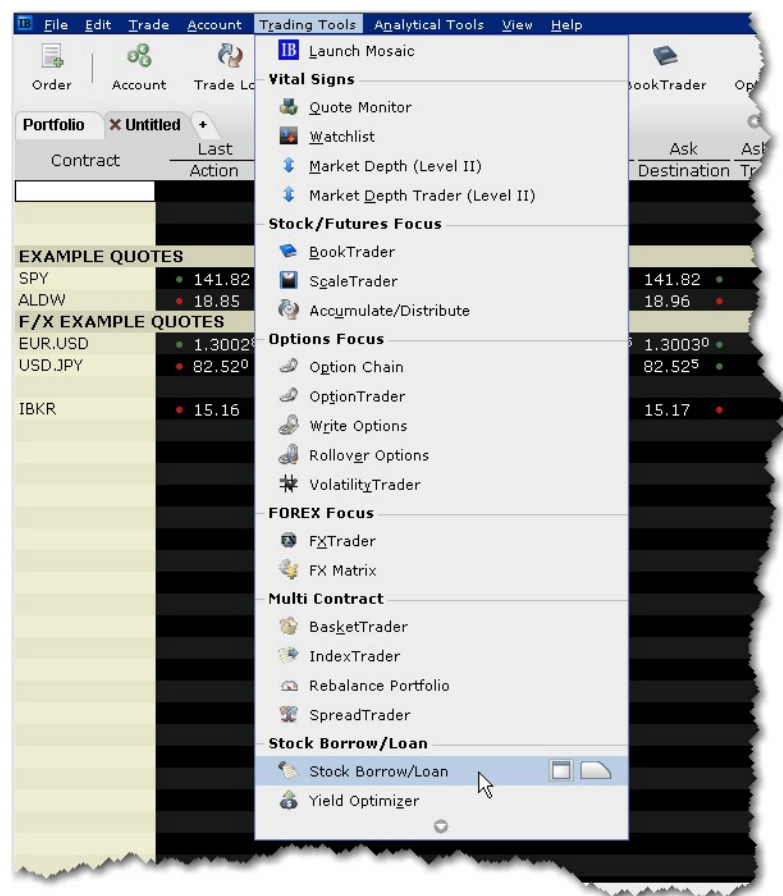 IB File Edit Trade Account Trading Tools Analytical Tools View Help
Order Account Trade BookTrader
IB Launch Mosaic
Vital Signs
Quote Monitor
Watchlist
Market Depth (Level II)
Market Depth Trader (Level II)
Stock/Futures Focus
BookTrader
ScaleTrader
Accumulate/Distribute
Options Focus
Option Chain
OptionTrader
Write Options
Rollover Options
VolatilityTrader
FOREX Focus
FXTrader
FX Matrix
Multi Contract
BasketTrader
IndexTrader
Rebalance Portfolio
SpreadTrader
Stock Borrow/Loan
Stock Borrow/Loan
Yield Optimizer
Portfolio Untitled +
Contract Last Ask
Action Destination
EXAMPLE QUOTES
SPY 141.82 141.82
ALDW 18.85 18.96
F/X EXAMPLE QUOTES
EUR.USD 1.3002 1.30030
USD.JPY 82.520 82.525
IBKR 15.16 15.17